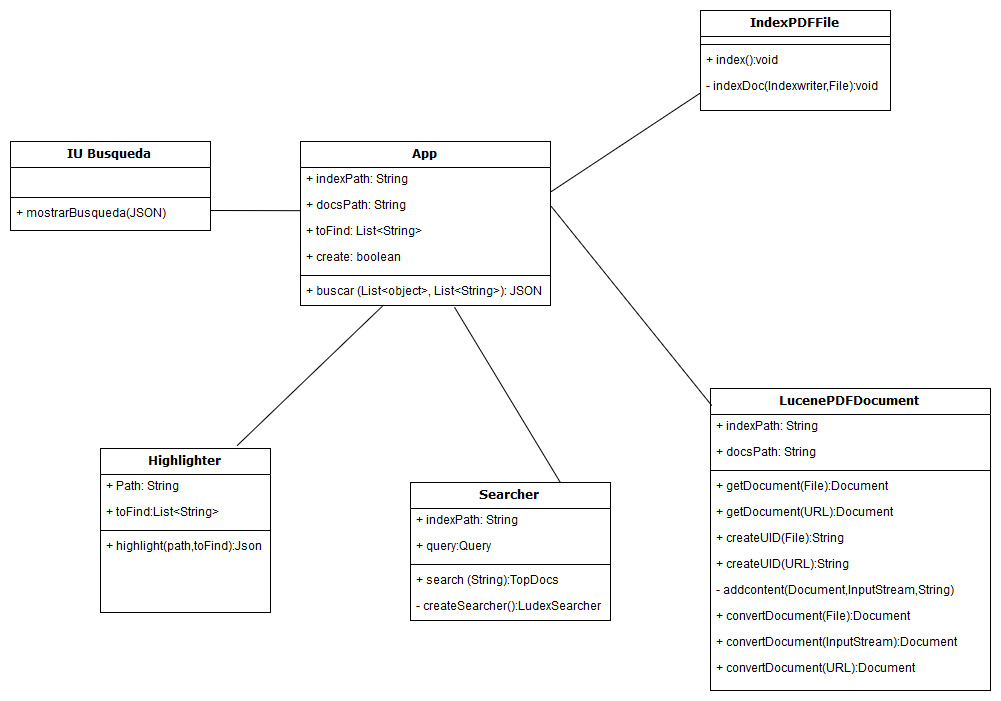 IndexPDFFile
+ index():void
- indexDoc(Indexwriter,File):void
IU Busqueda
+ mostrarBusqueda(JSON)
App
+ indexPath: String
+ docsPath: String
+ toFind: List<String>
+ create: boolean
+ buscar (List<object>, List<String>): JSON
Highlighter
+ Path: String
+ toFind:List<String>
+ highlight(path,toFind):Json
Searcher
+ indexPath: String
+ query:Query
+ search (String):TopDocs
- createSearcher():LudexSearcher
LucenePDFDocument
+ indexPath: String
+ docsPath: String
+ getDocument(File):Document
+ getDocument(URL):Document
+ createUID(File):String
+ createUID(URL):String
- addcontent(Document,InputStream,String)
+ convertDocument(File):Document
+ convertDocument(InputStream):Document
+ convertDocument(URL):Document